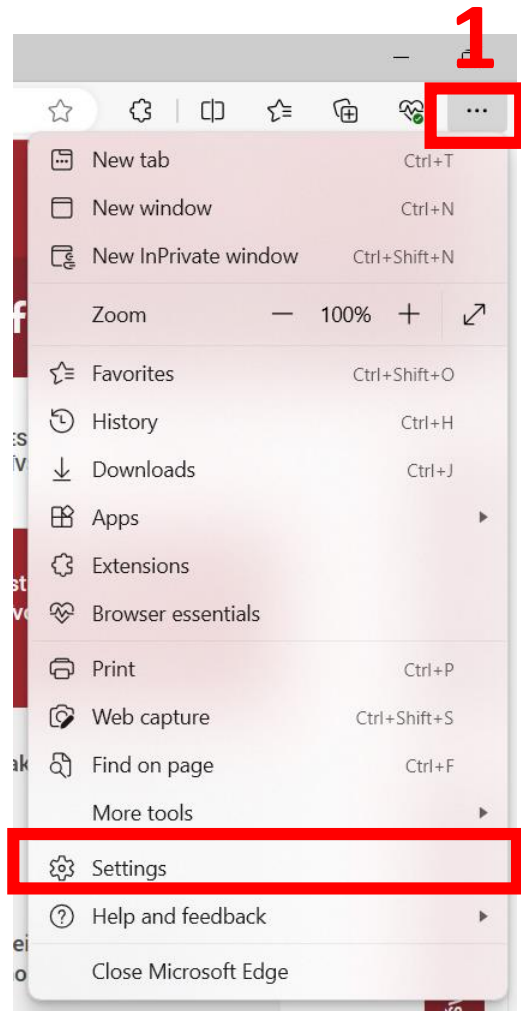 1
New tab Ctrl+T
New window Ctrl+N
New InPrivate window Ctrl+Shift+N
Zoom 100%
Favorites Ctrl+Shift+O
History Ctrl+H
Downloads Ctrl+J
Apps
Extensions
Browser essentials
Print Ctrl+P
Web capture Ctrl+Shift+S
Find on page Ctrl+F
More tools
Settings
Help and feedback
Close Microsoft Edge